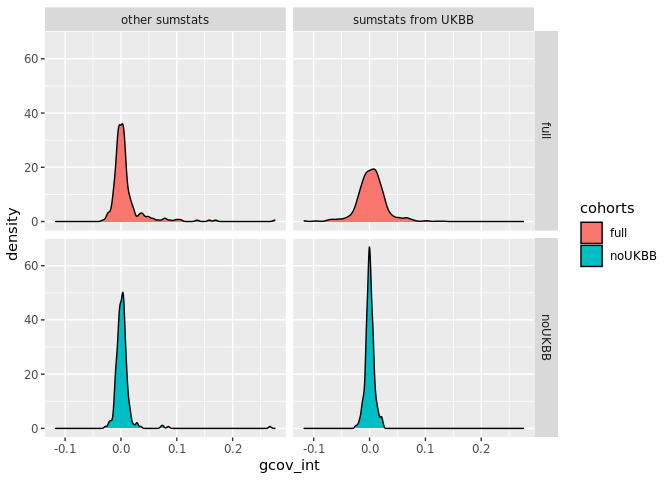 other sumstats
sumstats from UKBB
60
40
20
0
full
60
40
20
0
noUKBB
-0.1
0.0
0.1
0.2
-0.1
0.0
0.1
0.2
gcov_int
density
cohorts
full
noUKBB